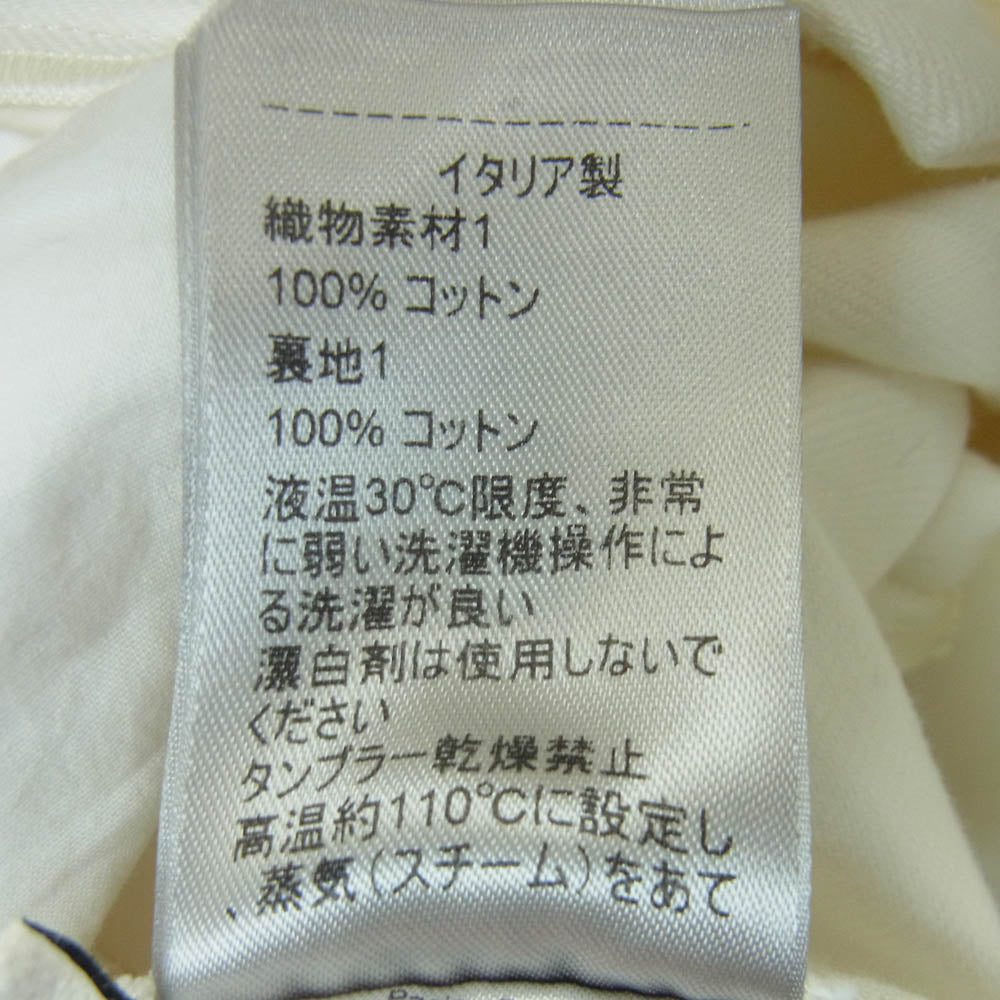 イタリア製
織物素材1
100% コットン
裏地1
100% コットン
液温30℃限度、非常
に弱い洗濯機操作によ
る洗濯が良い
漂白剤は使用しないで
ください
タンブラー乾燥禁止
高温約110℃に設定し
、蒸気(スチーム)をあて